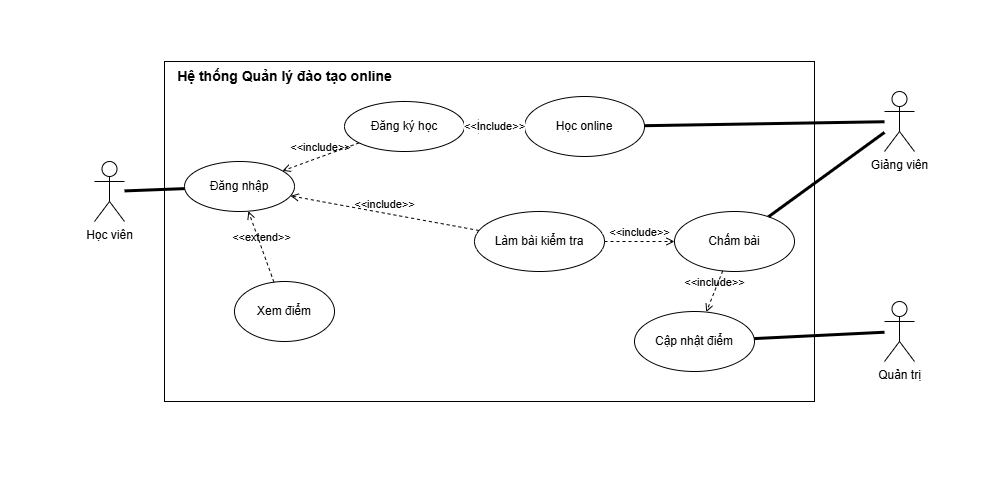 Hệ thống Quản lý đào tạo online
Đăng ký học
<<Include>>
Học online
<<include>>
Giảng viên
Đăng nhập
<<include>>
Học viên
<<extend>>
Làm bài kiểm tra
<<include>>
Chấm bài
<<include>>
Xem điểm
Cập nhật điểm
Quản trị